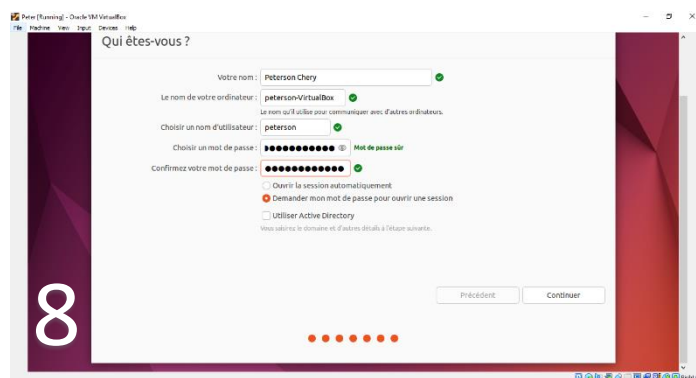 Peter [Running] - Oracle VM VirtualBox
File Machine View Input Devices Help
Qui êtes-vous ?
Votre nom : Peterson Chery
Le nom de votre ordinateur : peterson-VirtualBox
Le nom qu'il utilise pour communiquer avec d'autres ordinateurs.
Choisir un nom d'utilisateur : peterson
Choisir un mot de passe : Mot de passe sûr
Confirmez votre mot de passe :
Ouvrir la session automatiquement
Demander mon mot de passe pour ouvrir une session
Utiliser Active Directory
Vous saisirez le domaine et d'autres détails à l'étape suivante.
Précédent Continuer
8